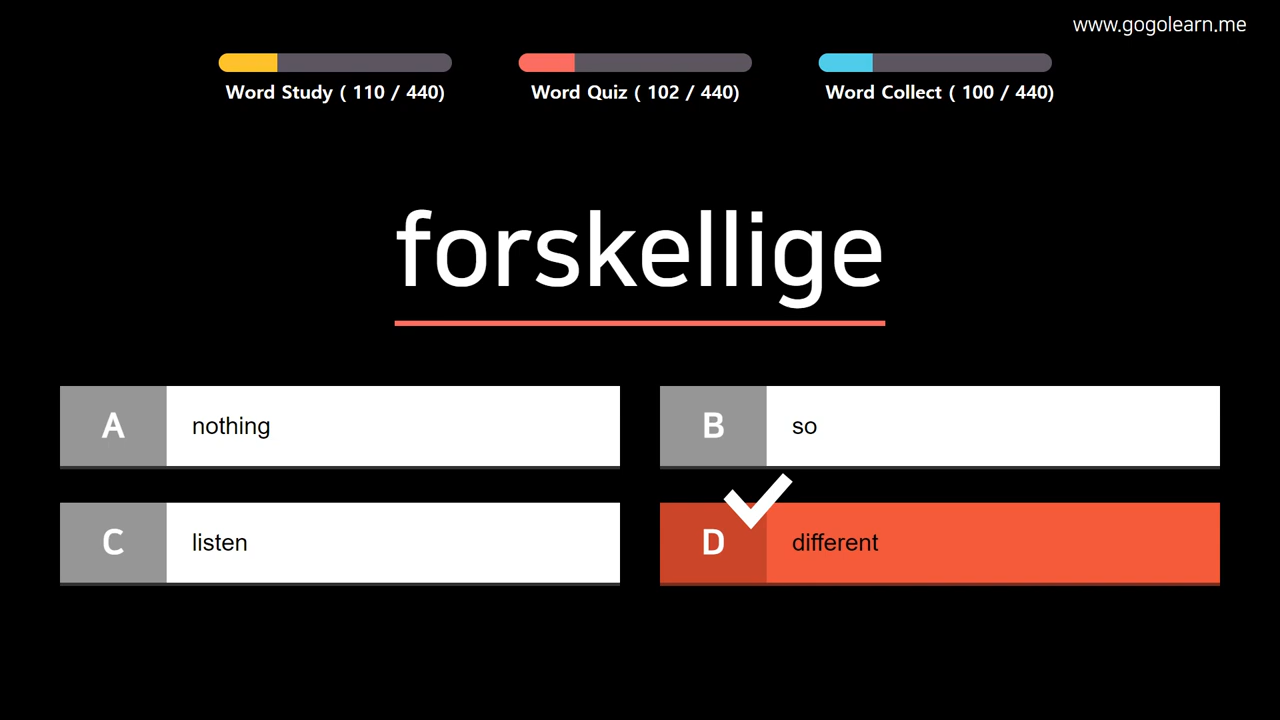 www.gogolearn.me
Word Study ( 110 / 440)
Word Quiz ( 102 / 440)
Word Collect ( 100 / 440)
forskellige
A nothing
B so
C listen
D different